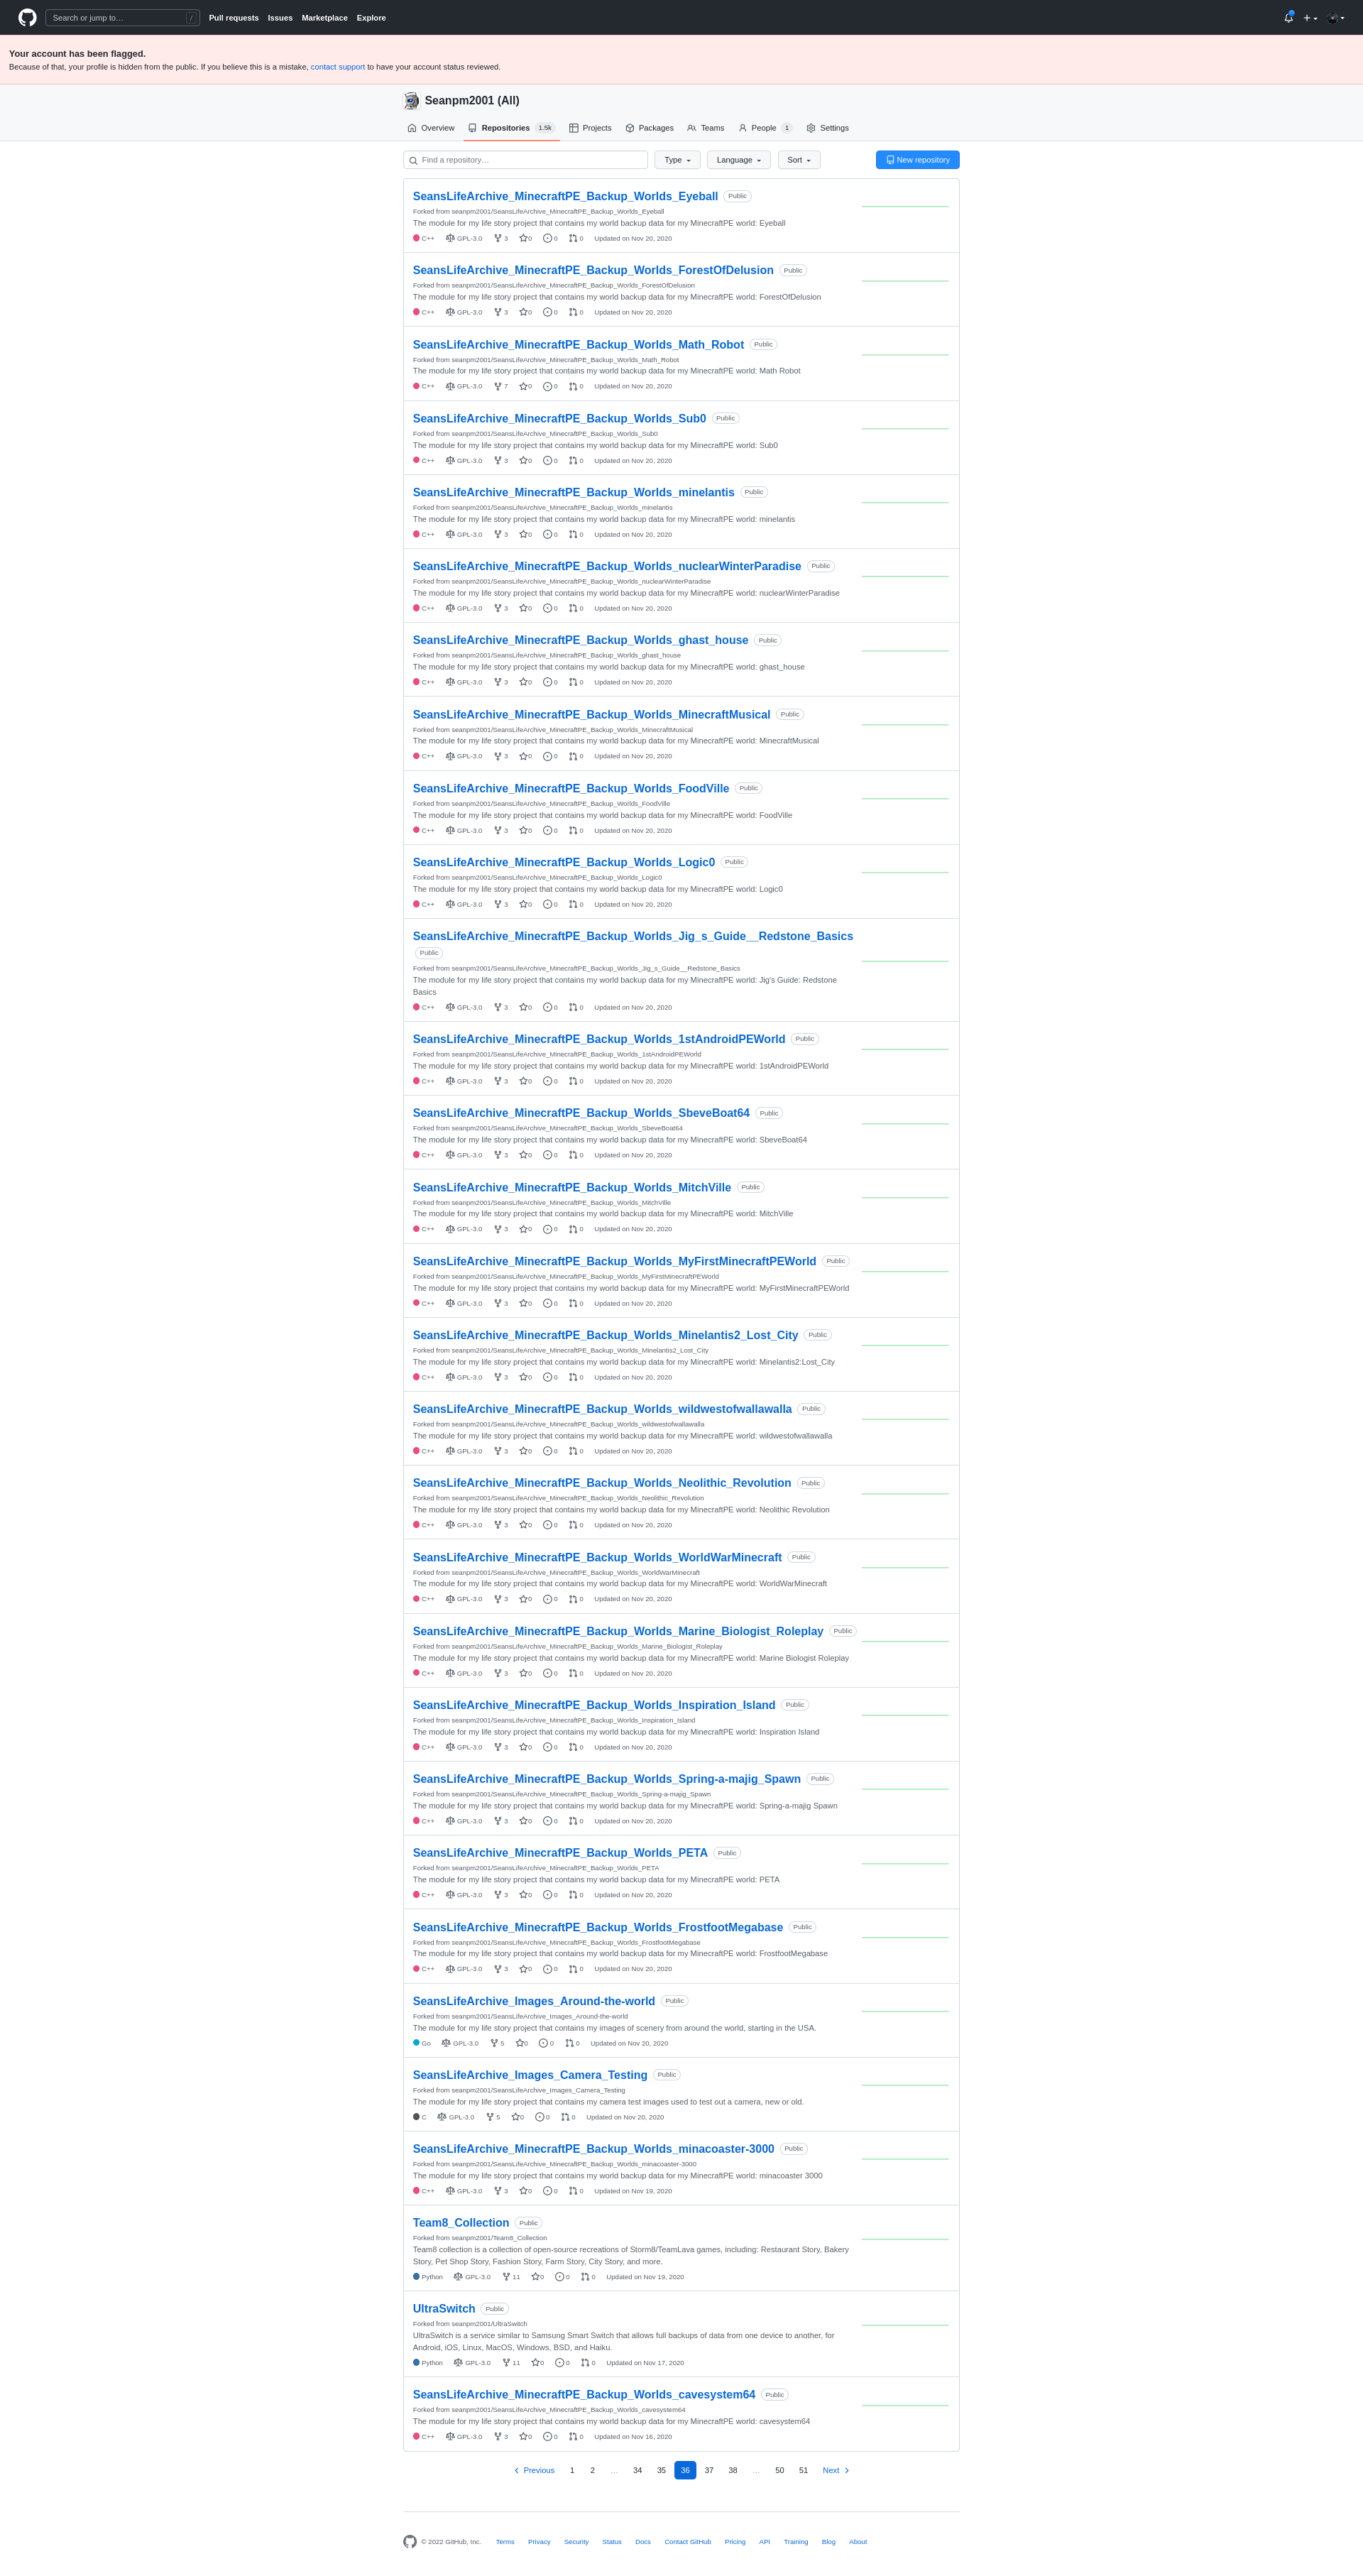 Search or jump to… /
Pull requests Issues Marketplace Explore
Your account has been flagged.
Because of that, your profile is hidden from the public. If you believe this is a mistake, contact support to have your account status reviewed.
Seanpm2001 (All)
Overview Repositories 1.5k Projects Packages Teams People 1 Settings
Find a repository… Type Language Sort New repository
SeansLifeArchive_MinecraftPE_Backup_Worlds_Eyeball Public
Forked from seanpm2001/SeansLifeArchive_MinecraftPE_Backup_Worlds_Eyeball
The module for my life story project that contains my world backup data for my MinecraftPE world: Eyeball
C++ GPL-3.0 3 0 0 0 Updated on Nov 20, 2020
SeansLifeArchive_MinecraftPE_Backup_Worlds_ForestOfDelusion Public
Forked from seanpm2001/SeansLifeArchive_MinecraftPE_Backup_Worlds_ForestOfDelusion
The module for my life story project that contains my world backup data for my MinecraftPE world: ForestOfDelusion
C++ GPL-3.0 3 0 0 0 Updated on Nov 20, 2020
SeansLifeArchive_MinecraftPE_Backup_Worlds_Math_Robot Public
Forked from seanpm2001/SeansLifeArchive_MinecraftPE_Backup_Worlds_Math_Robot
The module for my life story project that contains my world backup data for my MinecraftPE world: Math Robot
C++ GPL-3.0 7 0 0 0 Updated on Nov 20, 2020
SeansLifeArchive_MinecraftPE_Backup_Worlds_Sub0 Public
Forked from seanpm2001/SeansLifeArchive_MinecraftPE_Backup_Worlds_Sub0
The module for my life story project that contains my world backup data for my MinecraftPE world: Sub0
C++ GPL-3.0 3 0 0 0 Updated on Nov 20, 2020
SeansLifeArchive_MinecraftPE_Backup_Worlds_minelantis Public
Forked from seanpm2001/SeansLifeArchive_MinecraftPE_Backup_Worlds_minelantis
The module for my life story project that contains my world backup data for my MinecraftPE world: minelantis
C++ GPL-3.0 3 0 0 0 Updated on Nov 20, 2020
SeansLifeArchive_MinecraftPE_Backup_Worlds_nuclearWinterParadise Public
Forked from seanpm2001/SeansLifeArchive_MinecraftPE_Backup_Worlds_nuclearWinterParadise
The module for my life story project that contains my world backup data for my MinecraftPE world: nuclearWinterParadise
C++ GPL-3.0 3 0 0 0 Updated on Nov 20, 2020
SeansLifeArchive_MinecraftPE_Backup_Worlds_ghast_house Public
Forked from seanpm2001/SeansLifeArchive_MinecraftPE_Backup_Worlds_ghast_house
The module for my life story project that contains my world backup data for my MinecraftPE world: ghast_house
C++ GPL-3.0 3 0 0 0 Updated on Nov 20, 2020
SeansLifeArchive_MinecraftPE_Backup_Worlds_MinecraftMusical Public
Forked from seanpm2001/SeansLifeArchive_MinecraftPE_Backup_Worlds_MinecraftMusical
The module for my life story project that contains my world backup data for my MinecraftPE world: MinecraftMusical
C++ GPL-3.0 3 0 0 0 Updated on Nov 20, 2020
SeansLifeArchive_MinecraftPE_Backup_Worlds_FoodVille Public
Forked from seanpm2001/SeansLifeArchive_MinecraftPE_Backup_Worlds_FoodVille
The module for my life story project that contains my world backup data for my MinecraftPE world: FoodVille
C++ GPL-3.0 3 0 0 0 Updated on Nov 20, 2020
SeansLifeArchive_MinecraftPE_Backup_Worlds_Logic0 Public
Forked from seanpm2001/SeansLifeArchive_MinecraftPE_Backup_Worlds_Logic0
The module for my life story project that contains my world backup data for my MinecraftPE world: Logic0
C++ GPL-3.0 3 0 0 0 Updated on Nov 20, 2020
SeansLifeArchive_MinecraftPE_Backup_Worlds_Jig_s_Guide__Redstone_Basics
Public
Forked from seanpm2001/SeansLifeArchive_MinecraftPE_Backup_Worlds_Jig_s_Guide__Redstone_Basics
The module for my life story project that contains my world backup data for my MinecraftPE world: Jig's Guide: Redstone
Basics
C++ GPL-3.0 3 0 0 0 Updated on Nov 20, 2020
SeansLifeArchive_MinecraftPE_Backup_Worlds_1stAndroidPEWorld Public
Forked from seanpm2001/SeansLifeArchive_MinecraftPE_Backup_Worlds_1stAndroidPEWorld
The module for my life story project that contains my world backup data for my MinecraftPE world: 1stAndroidPEWorld
C++ GPL-3.0 3 0 0 0 Updated on Nov 20, 2020
SeansLifeArchive_MinecraftPE_Backup_Worlds_SbeveBoat64 Public
Forked from seanpm2001/SeansLifeArchive_MinecraftPE_Backup_Worlds_SbeveBoat64
The module for my life story project that contains my world backup data for my MinecraftPE world: SbeveBoat64
C++ GPL-3.0 3 0 0 0 Updated on Nov 20, 2020
SeansLifeArchive_MinecraftPE_Backup_Worlds_MitchVille Public
Forked from seanpm2001/SeansLifeArchive_MinecraftPE_Backup_Worlds_MitchVille
The module for my life story project that contains my world backup data for my MinecraftPE world: MitchVille
C++ GPL-3.0 3 0 0 0 Updated on Nov 20, 2020
SeansLifeArchive_MinecraftPE_Backup_Worlds_MyFirstMinecraftPEWorld Public
Forked from seanpm2001/SeansLifeArchive_MinecraftPE_Backup_Worlds_MyFirstMinecraftPEWorld
The module for my life story project that contains my world backup data for my MinecraftPE world: MyFirstMinecraftPEWorld
C++ GPL-3.0 3 0 0 0 Updated on Nov 20, 2020
SeansLifeArchive_MinecraftPE_Backup_Worlds_Minelantis2_Lost_City Public
Forked from seanpm2001/SeansLifeArchive_MinecraftPE_Backup_Worlds_Minelantis2_Lost_City
The module for my life story project that contains my world backup data for my MinecraftPE world: Minelantis2:Lost_City
C++ GPL-3.0 3 0 0 0 Updated on Nov 20, 2020
SeansLifeArchive_MinecraftPE_Backup_Worlds_wildwestofwallawalla Public
Forked from seanpm2001/SeansLifeArchive_MinecraftPE_Backup_Worlds_wildwestofwallawalla
The module for my life story project that contains my world backup data for my MinecraftPE world: wildwestofwallawalla
C++ GPL-3.0 3 0 0 0 Updated on Nov 20, 2020
SeansLifeArchive_MinecraftPE_Backup_Worlds_Neolithic_Revolution Public
Forked from seanpm2001/SeansLifeArchive_MinecraftPE_Backup_Worlds_Neolithic_Revolution
The module for my life story project that contains my world backup data for my MinecraftPE world: Neolithic Revolution
C++ GPL-3.0 3 0 0 0 Updated on Nov 20, 2020
SeansLifeArchive_MinecraftPE_Backup_Worlds_WorldWarMinecraft Public
Forked from seanpm2001/SeansLifeArchive_MinecraftPE_Backup_Worlds_WorldWarMinecraft
The module for my life story project that contains my world backup data for my MinecraftPE world: WorldWarMinecraft
C++ GPL-3.0 3 0 0 0 Updated on Nov 20, 2020
SeansLifeArchive_MinecraftPE_Backup_Worlds_Marine_Biologist_Roleplay Public
Forked from seanpm2001/SeansLifeArchive_MinecraftPE_Backup_Worlds_Marine_Biologist_Roleplay
The module for my life story project that contains my world backup data for my MinecraftPE world: Marine Biologist Roleplay
C++ GPL-3.0 3 0 0 0 Updated on Nov 20, 2020
SeansLifeArchive_MinecraftPE_Backup_Worlds_Inspiration_Island Public
Forked from seanpm2001/SeansLifeArchive_MinecraftPE_Backup_Worlds_Inspiration_Island
The module for my life story project that contains my world backup data for my MinecraftPE world: Inspiration Island
C++ GPL-3.0 3 0 0 0 Updated on Nov 20, 2020
SeansLifeArchive_MinecraftPE_Backup_Worlds_Spring-a-majig_Spawn Public
Forked from seanpm2001/SeansLifeArchive_MinecraftPE_Backup_Worlds_Spring-a-majig_Spawn
The module for my life story project that contains my world backup data for my MinecraftPE world: Spring-a-majig Spawn
C++ GPL-3.0 3 0 0 0 Updated on Nov 20, 2020
SeansLifeArchive_MinecraftPE_Backup_Worlds_PETA Public
Forked from seanpm2001/SeansLifeArchive_MinecraftPE_Backup_Worlds_PETA
The module for my life story project that contains my world backup data for my MinecraftPE world: PETA
C++ GPL-3.0 3 0 0 0 Updated on Nov 20, 2020
SeansLifeArchive_MinecraftPE_Backup_Worlds_FrostfootMegabase Public
Forked from seanpm2001/SeansLifeArchive_MinecraftPE_Backup_Worlds_FrostfootMegabase
The module for my life story project that contains my world backup data for my MinecraftPE world: FrostfootMegabase
C++ GPL-3.0 3 0 0 0 Updated on Nov 20, 2020
SeansLifeArchive_Images_Around-the-world Public
Forked from seanpm2001/SeansLifeArchive_Images_Around-the-world
The module for my life story project that contains my images of scenery from around the world, starting in the USA.
Go GPL-3.0 5 0 0 0 Updated on Nov 20, 2020
SeansLifeArchive_Images_Camera_Testing Public
Forked from seanpm2001/SeansLifeArchive_Images_Camera_Testing
The module for my life story project that contains my camera test images used to test out a camera, new or old.
C GPL-3.0 5 0 0 0 Updated on Nov 20, 2020
SeansLifeArchive_MinecraftPE_Backup_Worlds_minacoaster-3000 Public
Forked from seanpm2001/SeansLifeArchive_MinecraftPE_Backup_Worlds_minacoaster-3000
The module for my life story project that contains my world backup data for my MinecraftPE world: minacoaster 3000
C++ GPL-3.0 3 0 0 0 Updated on Nov 19, 2020
Team8_Collection Public
Forked from seanpm2001/Team8_Collection
Team8 collection is a collection of open-source recreations of Storm8/TeamLava games, including: Restaurant Story, Bakery
Story, Pet Shop Story, Fashion Story, Farm Story, City Story, and more.
Python GPL-3.0 11 0 0 0 Updated on Nov 19, 2020
UltraSwitch Public
Forked from seanpm2001/UltraSwitch
UltraSwitch is a service similar to Samsung Smart Switch that allows full backups of data from one device to another, for
Android, iOS, Linux, MacOS, Windows, BSD, and Haiku.
Python GPL-3.0 11 0 0 0 Updated on Nov 17, 2020
SeansLifeArchive_MinecraftPE_Backup_Worlds_cavesystem64 Public
Forked from seanpm2001/SeansLifeArchive_MinecraftPE_Backup_Worlds_cavesystem64
The module for my life story project that contains my world backup data for my MinecraftPE world: cavesystem64
C++ GPL-3.0 3 0 0 0 Updated on Nov 16, 2020
Previous 1 2 … 34 35 36 37 38 … 50 51 Next
© 2022 GitHub, Inc. Terms Privacy Security Status Docs Contact GitHub Pricing API Training Blog About